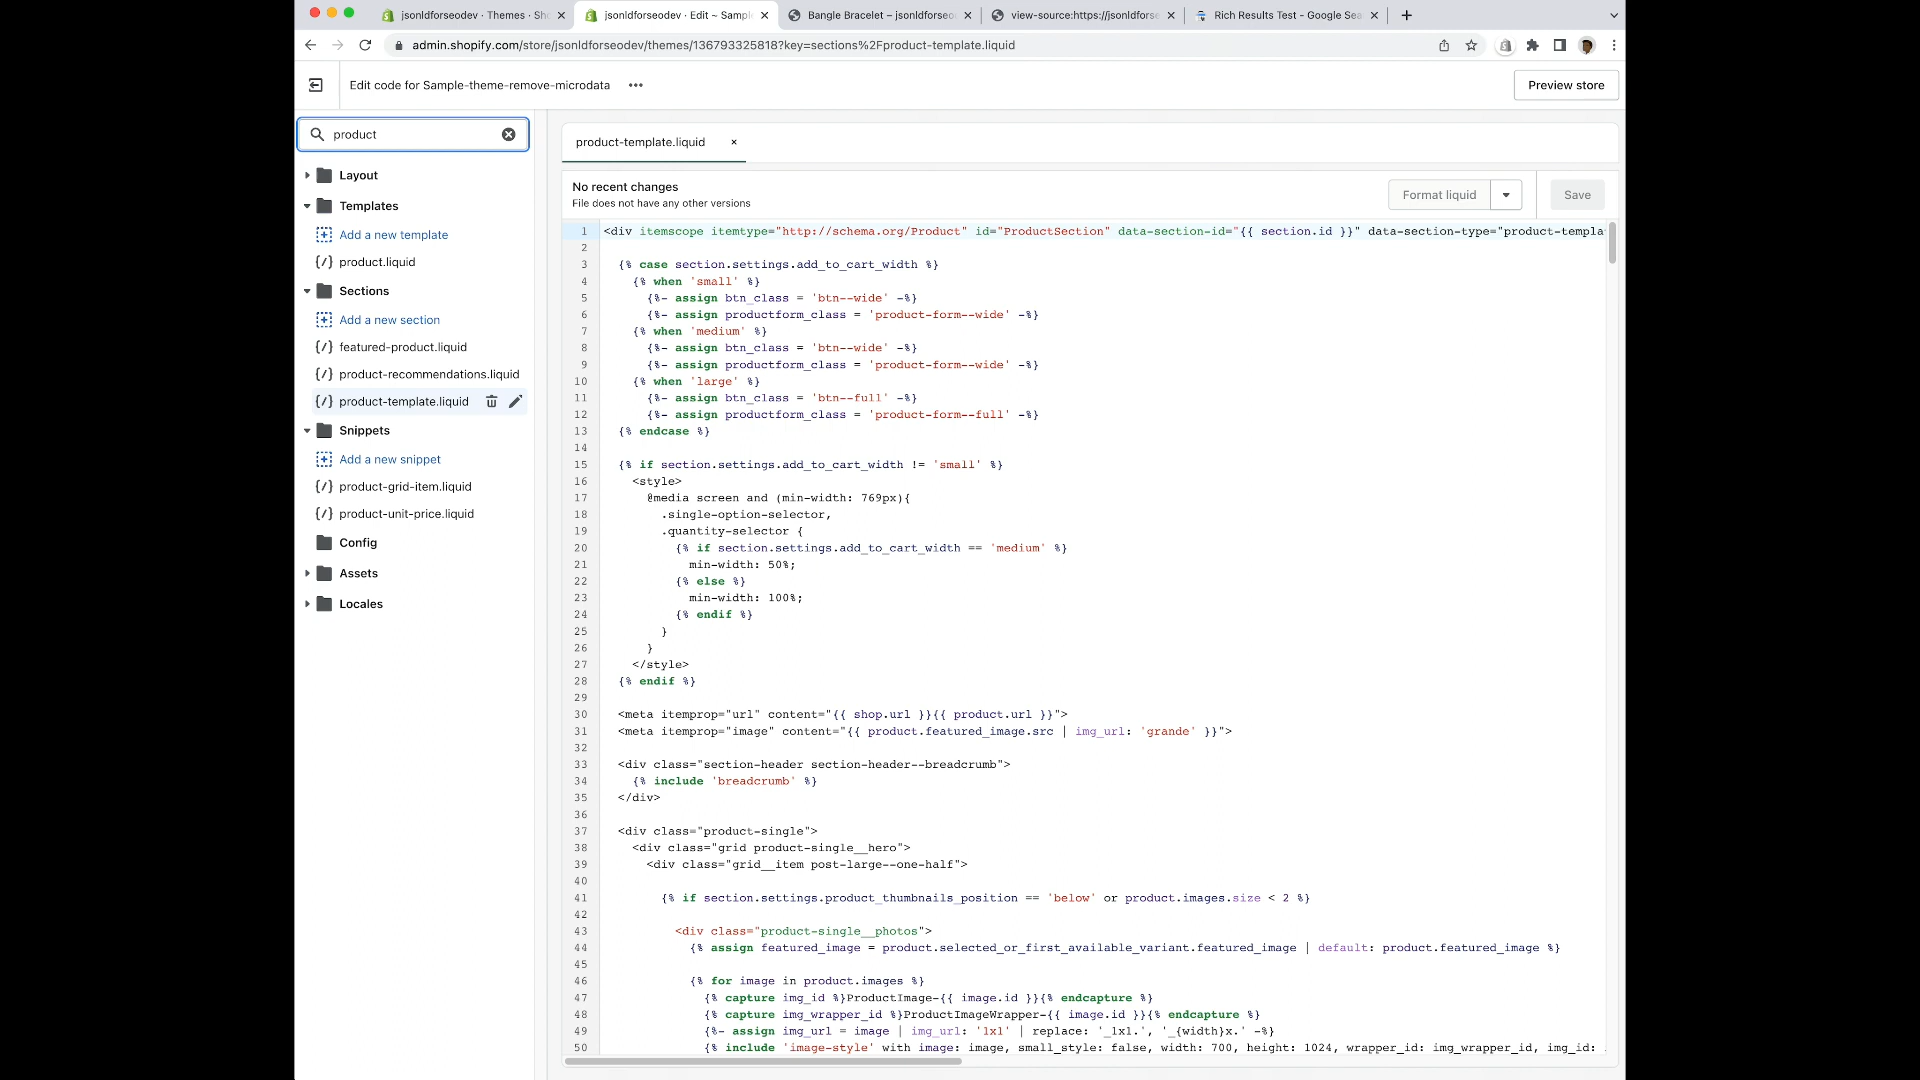 jsonldforseodev · Themes · Sho
jsonldforseodev · Edit ~ Sample
Bangle Bracelet – jsonldforseo
view-source:https://jsonldforse
Rich Results Test - Google Sea
admin.shopify.com/store/jsonldforseodev/themes/136793325818?key=sections%2Fproduct-template.liquid
Edit code for Sample-theme-remove-microdata
Preview store
product
Layout
Templates
Add a new template
{/} product.liquid
Sections
Add a new section
{/} featured-product.liquid
{/} product-recommendations.liquid
{/} product-template.liquid
Snippets
Add a new snippet
{/} product-grid-item.liquid
{/} product-unit-price.liquid
Config
Assets
Locales
product-template.liquid
No recent changes
File does not have any other versions
Format liquid
Save
1 <div itemscope itemtype="http://schema.org/Product" id="ProductSection" data-section-id="{{ section.id }}" data-section-type="product-templa
2
3 {% case section.settings.add_to_cart_width %}
4 {% when 'small' %}
5 {%- assign btn_class = 'btn--wide' -%}
6 {%- assign productform_class = 'product-form--wide' -%}
7 {% when 'medium' %}
8 {%- assign btn_class = 'btn--wide' -%}
9 {%- assign productform_class = 'product-form--wide' -%}
10 {% when 'large' %}
11 {%- assign btn_class = 'btn--full' -%}
12 {%- assign productform_class = 'product-form--full' -%}
13 {% endcase %}
14
15 {% if section.settings.add_to_cart_width != 'small' %}
16 <style>
17 @media screen and (min-width: 769px){
18 .single-option-selector,
19 .quantity-selector {
20 {% if section.settings.add_to_cart_width == 'medium' %}
21 min-width: 50%;
22 {% else %}
23 min-width: 100%;
24 {% endif %}
25 }
26 }
27 </style>
28 {% endif %}
29
30 <meta itemprop="url" content="{{ shop.url }}{{ product.url }}">
31 <meta itemprop="image" content="{{ product.featured_image.src | img_url: 'grande' }}">
32
33 <div class="section-header section-header--breadcrumb">
34 {% include 'breadcrumb' %}
35 </div>
36
37 <div class="product-single">
38 <div class="grid product-single__hero">
39 <div class="grid__item post-large--one-half">
40
41 {% if section.settings.product_thumbnails_position == 'below' or product.images.size < 2 %}
42
43 <div class="product-single__photos">
44 {% assign featured_image = product.selected_or_first_available_variant.featured_image | default: product.featured_image %}
45
46 {% for image in product.images %}
47 {% capture img_id %}ProductImage-{{ image.id }}{% endcapture %}
48 {% capture img_wrapper_id %}ProductImageWrapper-{{ image.id }}{% endcapture %}
49 {%- assign img_url = image | img_url: '1x1' | replace: '_1x1.', '_{width}x.' -%}
50 {% include 'image-style' with image: image, small_style: false, width: 700, height: 1024, wrapper_id: img_wrapper_id, img_id: